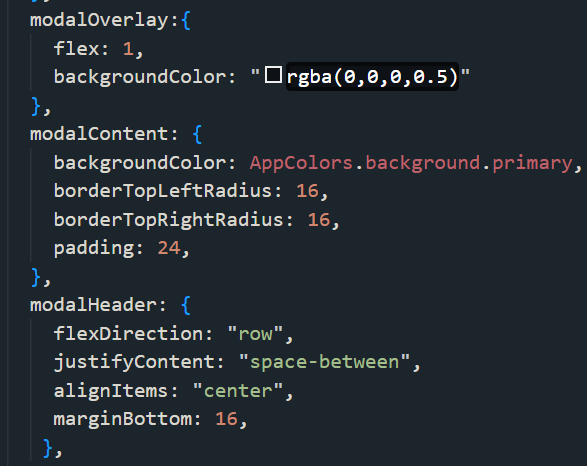 modalOverlay:{
flex: 1,
backgroundColor: "rgba(0,0,0,0.5)"
},
modalContent: {
backgroundColor: AppColors.background.primary,
borderTopLeftRadius: 16,
borderTopRightRadius: 16,
padding: 24,
},
modalHeader: {
flexDirection: "row",
justifyContent: "space-between",
alignItems: "center",
marginBottom: 16,
},